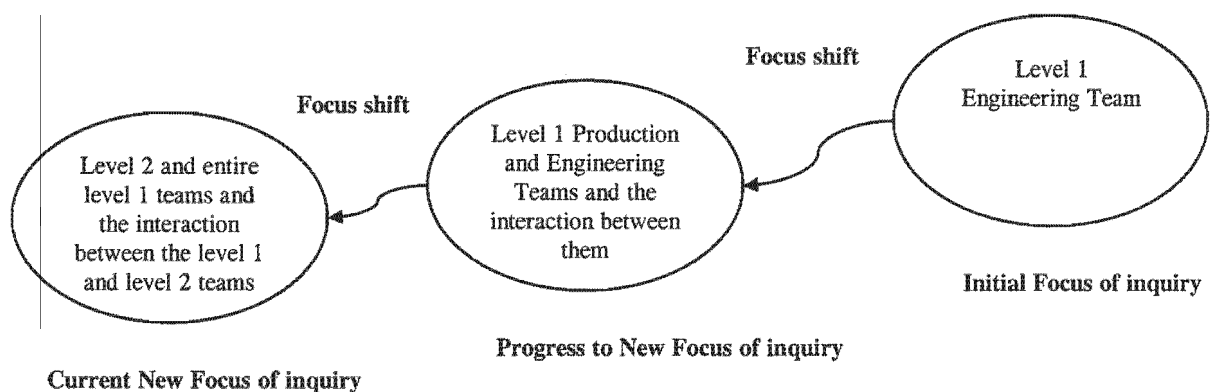 Focus shift
Level 1
Engineering Team
Focus shift
Level 1 Production
and Engineering
Teams and the
interaction between
them
Level 2 and entire
level 1 teams and
the interaction
between the level 1
and level 2 teams
Initial Focus of inquiry
Progress to New Focus of inquiry
Current New Focus of inquiry